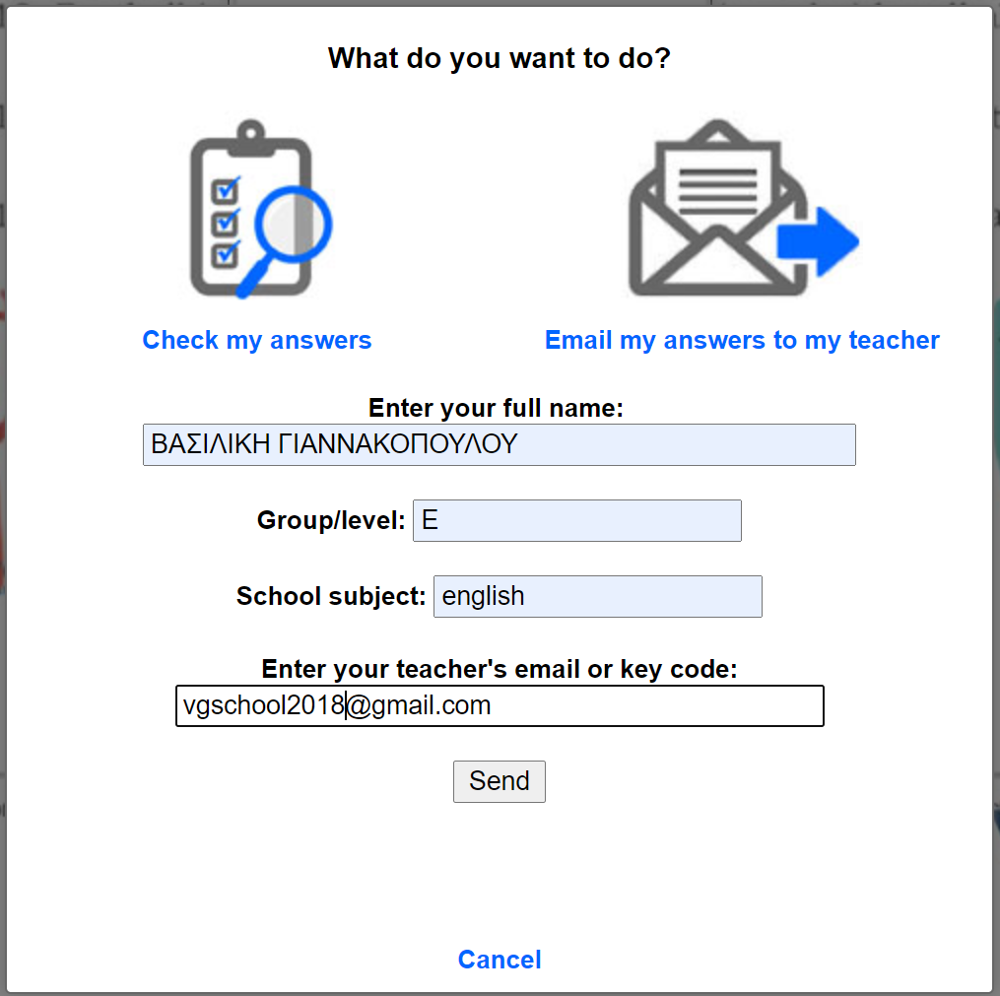 What do you want to do?
Check my answers
Email my answers to my teacher
Enter your full name:
ΒΑΣΙΛΙΚΗ ΓΙΑΝΝΑΚΟΠΟΥΛΟΥ
Group/level: E
School subject: english
Enter your teacher's email or key code:
vgschool2018@gmail.com
Send
Cancel